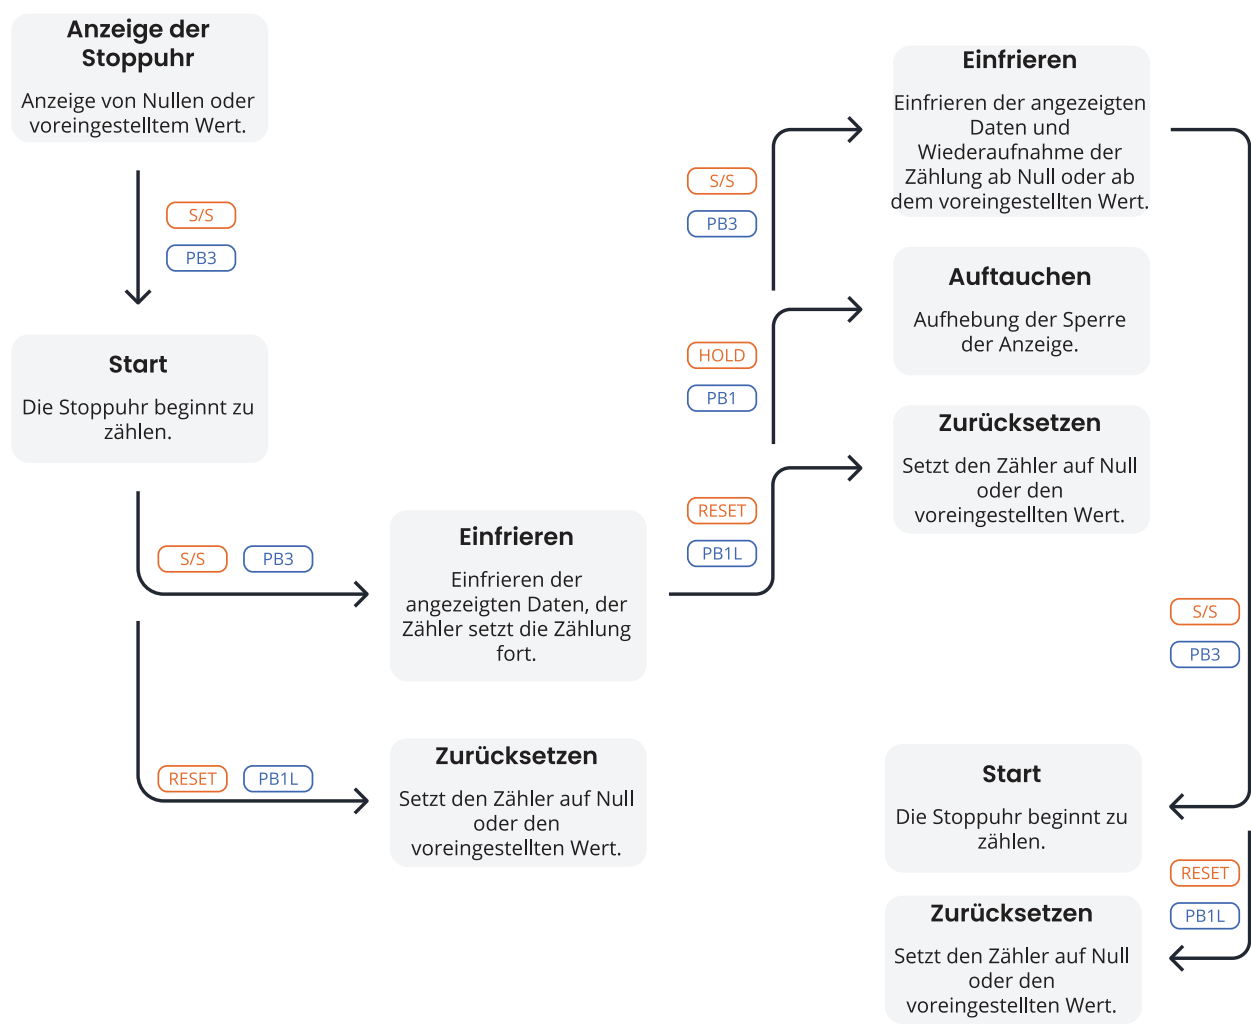 Anzeige der
Stoppuhr
Anzeige von Nullen oder
voreingestelltem Wert.
S/S
PB3
Start
Die Stoppuhr beginnt zu
zählen.
S/S PB3
Einfrieren
Einfrieren der
angezeigten Daten, der
Zähler setzt die Zählung
fort.
RESET PB1L
Zurücksetzen
Setzt den Zähler auf Null
oder den
voreingestellten Wert.
S/S
PB3
Einfrieren
Einfrieren der angezeigten
Daten und
Wiederaufnahme der
Zählung ab Null oder ab
dem voreingestellten Wert.
HOLD
PB1
Auftauchen
Aufhebung der Sperre
der Anzeige.
RESET
PB1L
Zurücksetzen
Setzt den Zähler auf Null
oder den
voreingestellten Wert.
S/S
PB3
Start
Die Stoppuhr beginnt zu
zählen.
RESET
PB1L
Zurücksetzen
Setzt den Zähler auf Null
oder den
voreingestellten Wert.